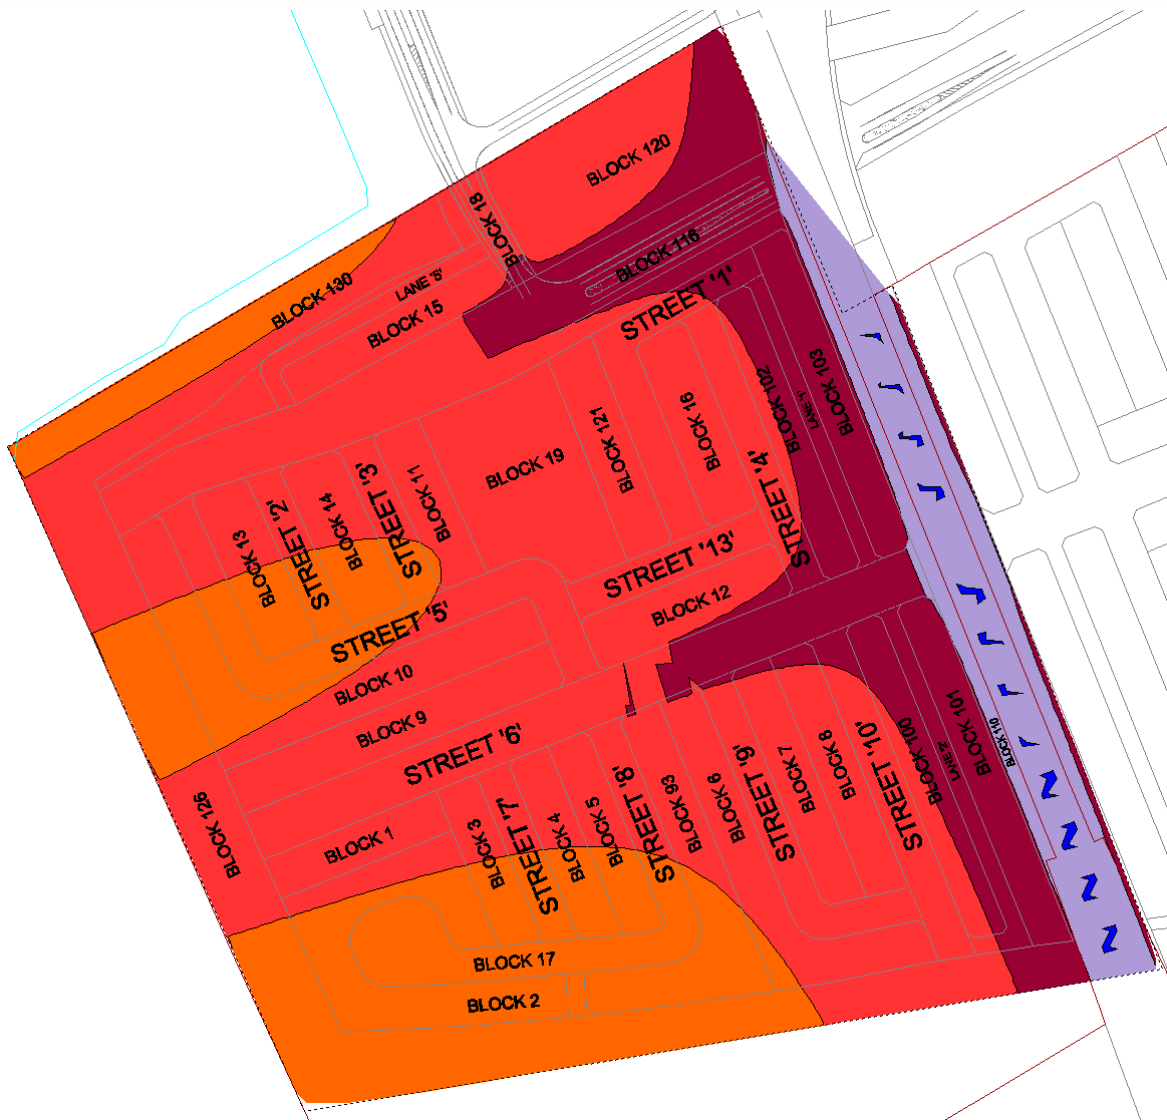 BLOCK 120
BLOCK 18
BLOCK 116
BLOCK 130
LANE '5'
BLOCK 15
STREET '1'
BLOCK 103
LANE '1'
BLOCK 102
BLOCK 16
BLOCK 121
BLOCK 19
STREET '4'
BLOCK 11
STREET '3'
BLOCK 14
STREET '2'
BLOCK 13
STREET '13'
BLOCK 12
STREET '5'
BLOCK 10
BLOCK 9
STREET '6'
BLOCK 110
BLOCK 101
LANE '2'
BLOCK 100
STREET '10'
BLOCK 8
BLOCK 7
STREET '9'
BLOCK 6
BLOCK 93
STREET '8'
BLOCK 5
BLOCK 4
STREET '7'
BLOCK 3
BLOCK 1
BLOCK 126
BLOCK 17
BLOCK 2